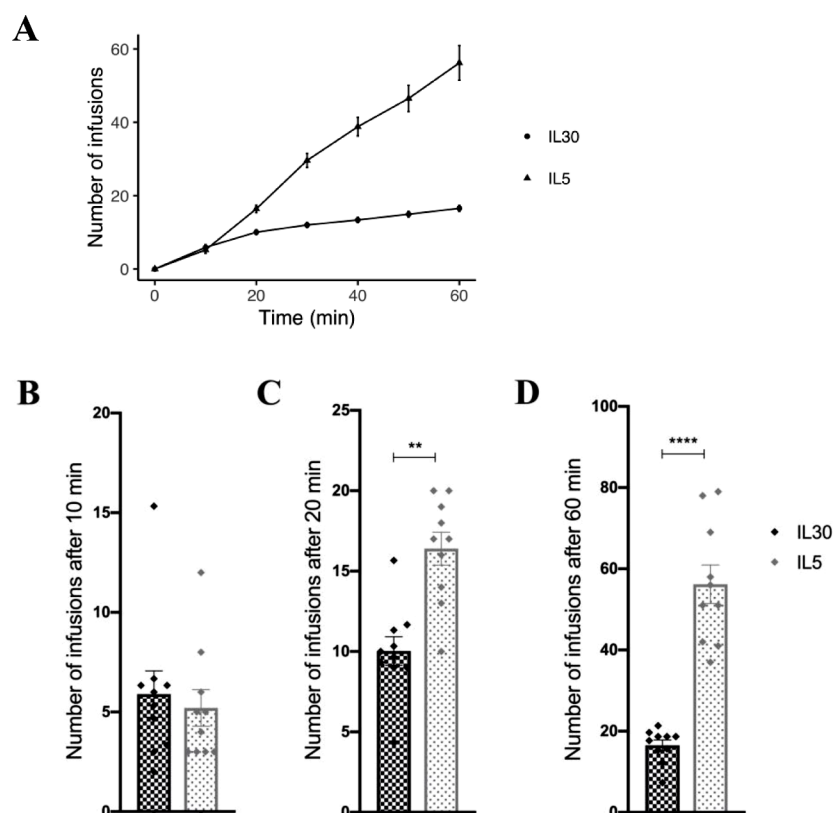 A
Number of infusions
60
40
20
0
0 20 40 60
Time (min)
IL30
IL5
B
Number of infusions after 10 min
20
15
10
5
0
C
Number of infusions after 20 min
25
20
15
10
5
0
**
D
Number of infusions after 60 min
100
80
60
40
20
0
****
IL30
IL5